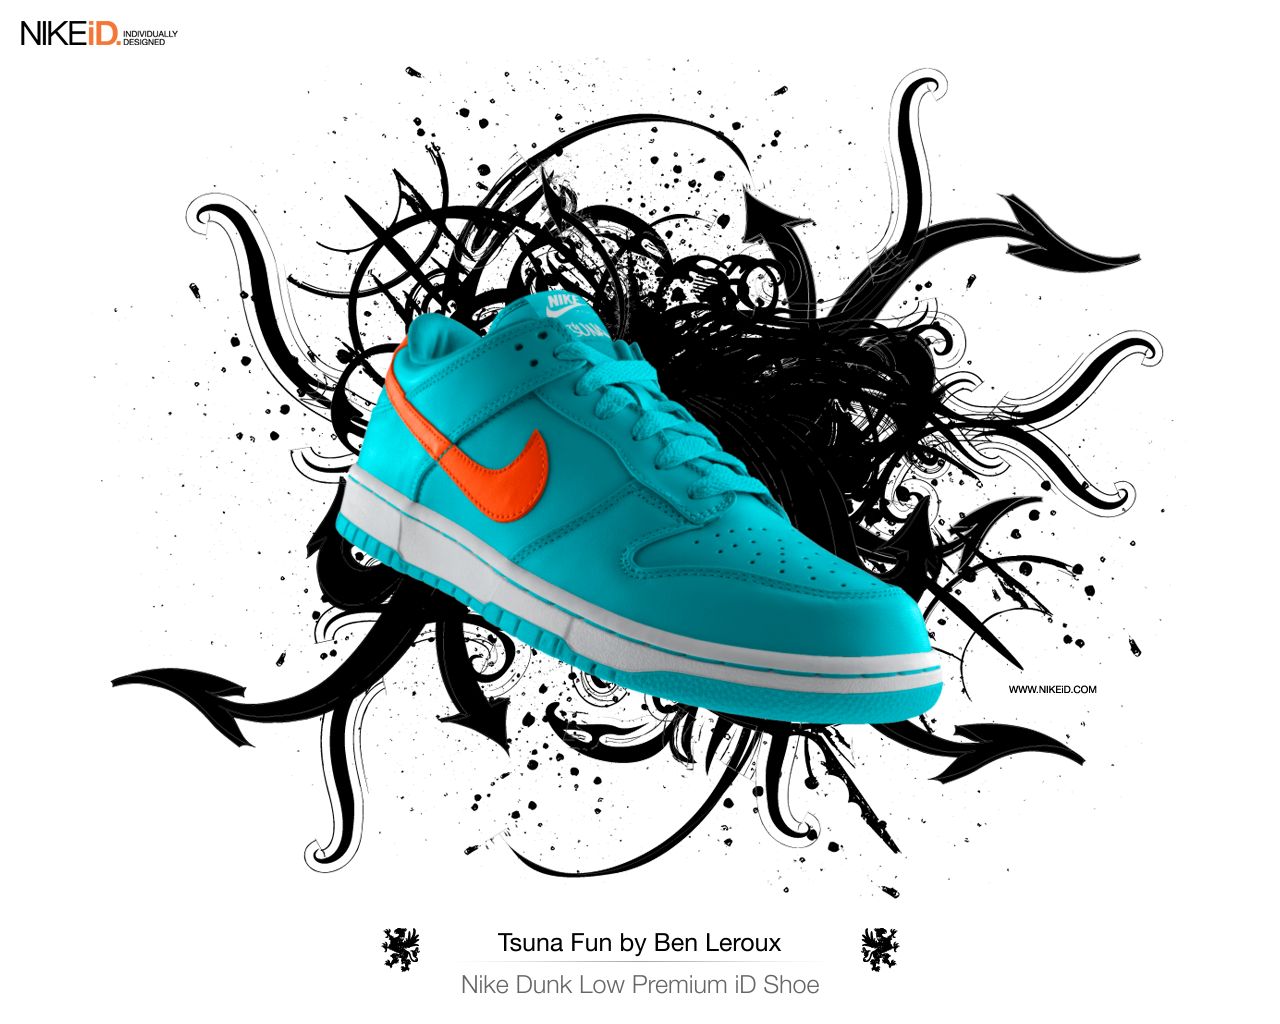 NIKEiD. INDIVIDUALLY
DESIGNED
NIKE
WWW.NIKEiD.COM
Tsuna Fun by Ben Leroux
Nike Dunk Low Premium iD Shoe